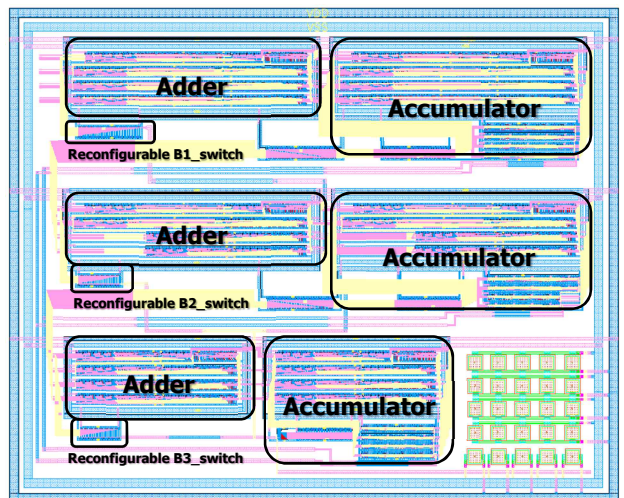 Adder
Accumulator
Reconfigurable B1_switch
Adder
Accumulator
Reconfigurable B2_switch
Adder
Accumulator
Reconfigurable B3_switch